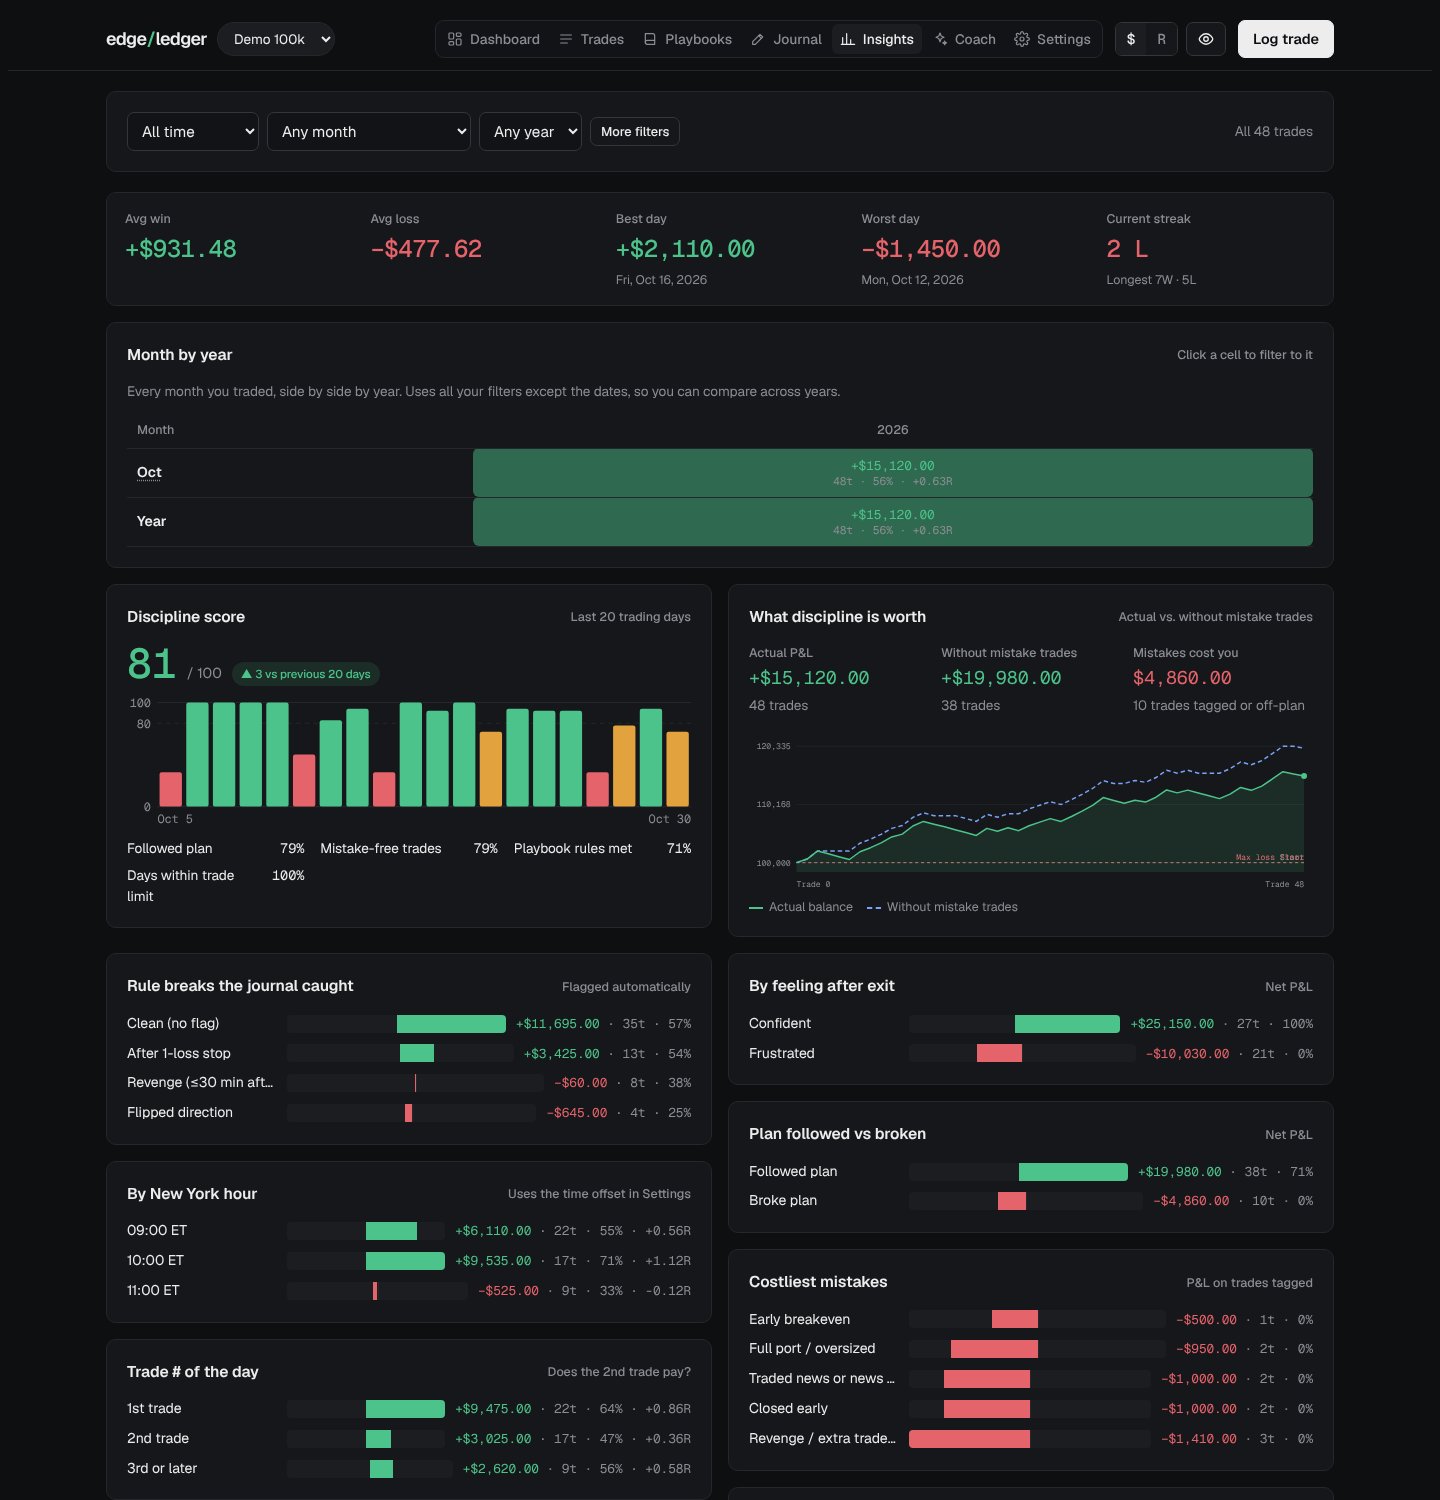 edge/ledger Demo 100k Dashboard Trades Playbooks Journal Insights Coach Settings $ R Log trade
All time Any month Any year More filters All 48 trades
Avg win Avg loss Best day Worst day Current streak
+$931.48 −$477.62 +$2,110.00 −$1,450.00 2 L
Fri, Oct 16, 2026 Mon, Oct 12, 2026 Longest 7W · 5L
Month by year Click a cell to filter to it
Every month you traded, side by side by year. Uses all your filters except the dates, so you can compare across years.
Month 2026
Oct +$15,120.00
48t · 56% · +0.63R
Year +$15,120.00
48t · 56% · +0.63R
Discipline score Last 20 trading days
81 / 100 ▲ 3 vs previous 20 days
100
80
0
Oct 5 Oct 30
Followed plan 79% Mistake-free trades 79% Playbook rules met 71%
Days within trade limit 100%
What discipline is worth Actual vs. without mistake trades
Actual P&L Without mistake trades Mistakes cost you
+$15,120.00 +$19,980.00 $4,860.00
48 trades 38 trades 10 trades tagged or off-plan
120,335
110,168
100,000 Max loss
Trade 0 Trade 48
Actual balance Without mistake trades
Rule breaks the journal caught Flagged automatically
Clean (no flag) +$11,695.00 · 35t · 57%
After 1-loss stop +$3,425.00 · 13t · 54%
Revenge (≤30 min aft... −$60.00 · 8t · 38%
Flipped direction −$645.00 · 4t · 25%
By feeling after exit Net P&L
Confident +$25,150.00 · 27t · 100%
Frustrated −$10,030.00 · 21t · 0%
Plan followed vs broken Net P&L
Followed plan +$19,980.00 · 38t · 71%
Broke plan −$4,860.00 · 10t · 0%
By New York hour Uses the time offset in Settings
09:00 ET +$6,110.00 · 22t · 55% · +0.56R
10:00 ET +$9,535.00 · 17t · 71% · +1.12R
11:00 ET −$525.00 · 9t · 33% · -0.12R
Costliest mistakes P&L on trades tagged
Early breakeven −$500.00 · 1t · 0%
Full port / oversized −$950.00 · 2t · 0%
Traded news or news ... −$1,000.00 · 2t · 0%
Closed early −$1,000.00 · 2t · 0%
Revenge / extra trade... −$1,410.00 · 3t · 0%
Trade # of the day Does the 2nd trade pay?
1st trade +$9,475.00 · 22t · 64% · +0.86R
2nd trade +$3,025.00 · 17t · 47% · +0.36R
3rd or later +$2,620.00 · 9t · 56% · +0.58R